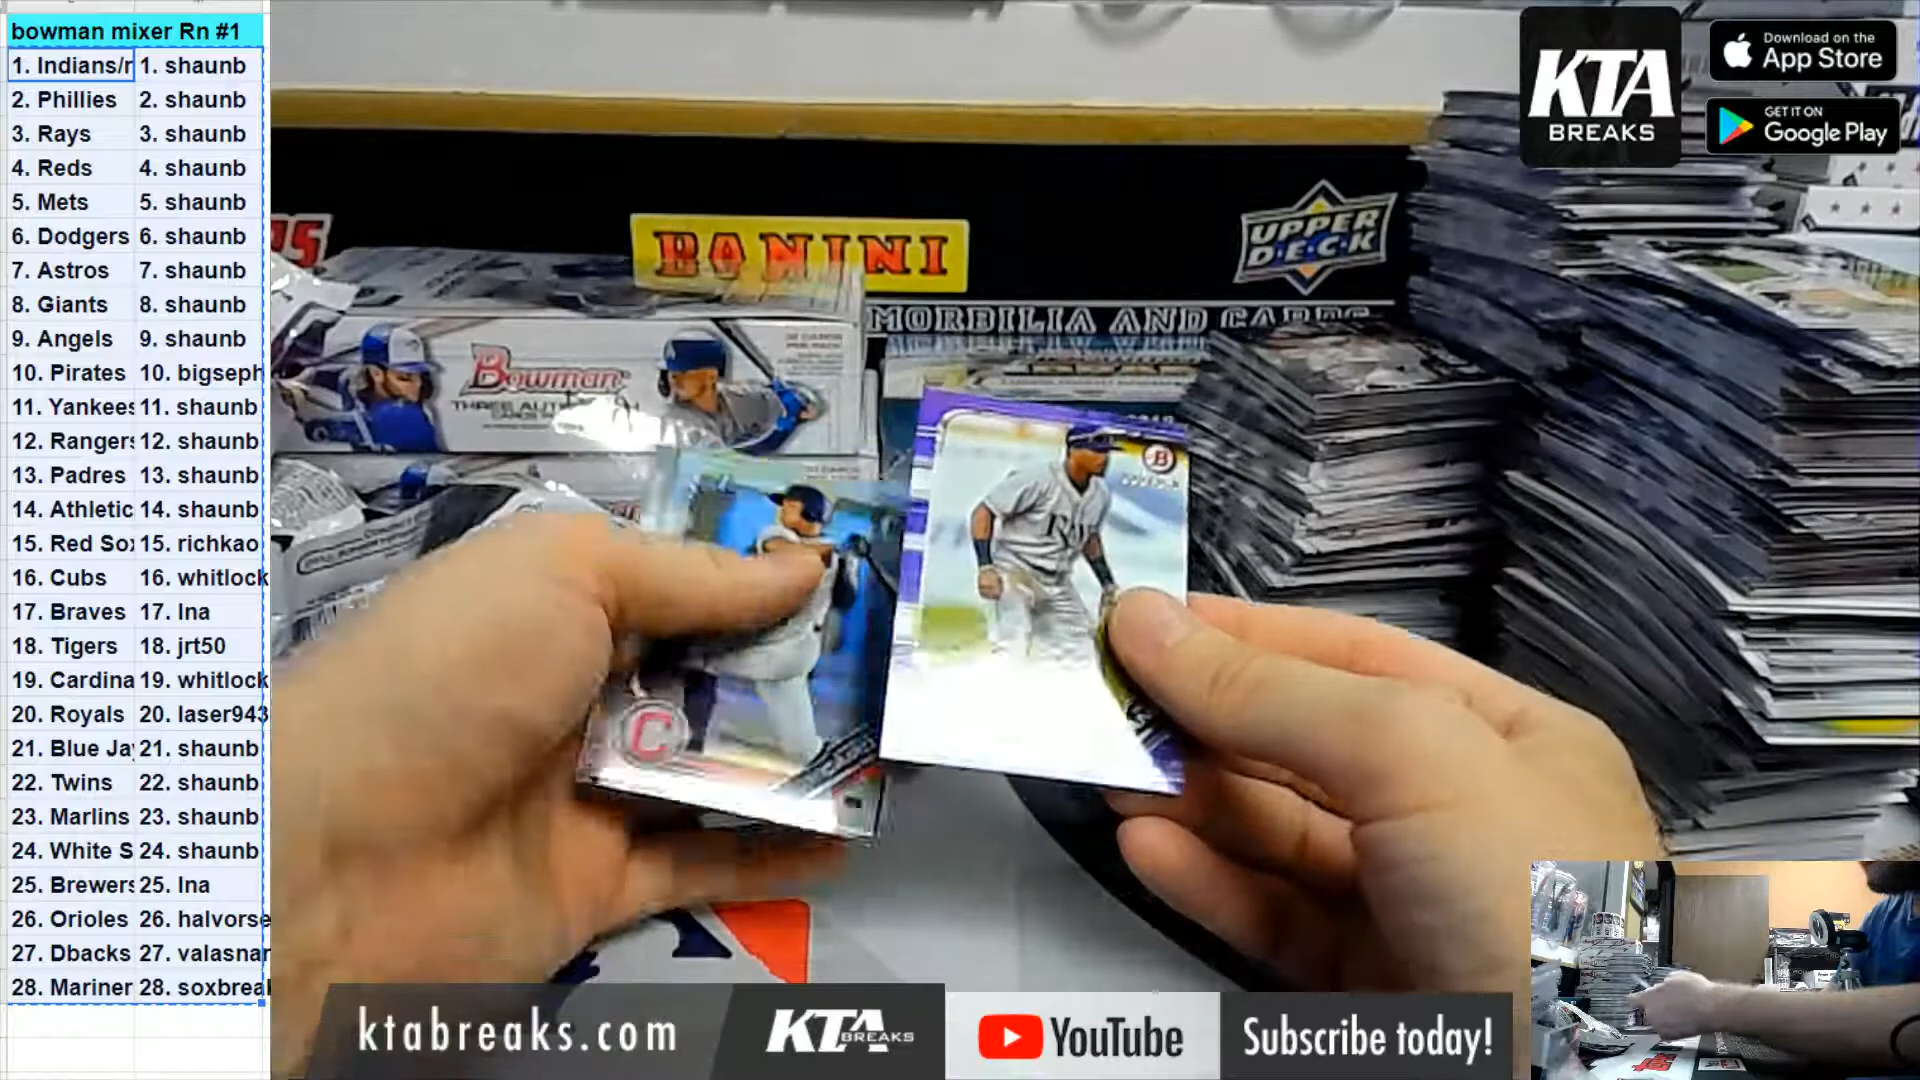 bowman mixer Rn #1
1. Indians/r 1. shaunb
2. Phillies 2. shaunb
3. Rays 3. shaunb
4. Reds 4. shaunb
5. Mets 5. shaunb
6. Dodgers 6. shaunb
7. Astros 7. shaunb
8. Giants 8. shaunb
9. Angels 9. shaunb
10. Pirates 10. bigseph
11. Yankees 11. shaunb
12. Rangers 12. shaunb
13. Padres 13. shaunb
14. Athletic 14. shaunb
15. Red Sox 15. richkao
16. Cubs 16. whitlock
17. Braves 17. lna
18. Tigers 18. jrt50
19. Cardina 19. whitlock
20. Royals 20. laser943
21. Blue Jay 21. shaunb
22. Twins 22. shaunb
23. Marlins 23. shaunb
24. White S 24. shaunb
25. Brewers 25. lna
26. Orioles 26. halvorse
27. Dbacks 27. valasnar
28. Mariner 28. soxbreak
KTA
BREAKS
Download on the
App Store
GET IT ON
Google Play
PANINI
UPPER
DECK
MORBILIA AND CARDS
Bowman
C
B
ktabreaks.com
KTA BREAKS
YouTube
Subscribe today!